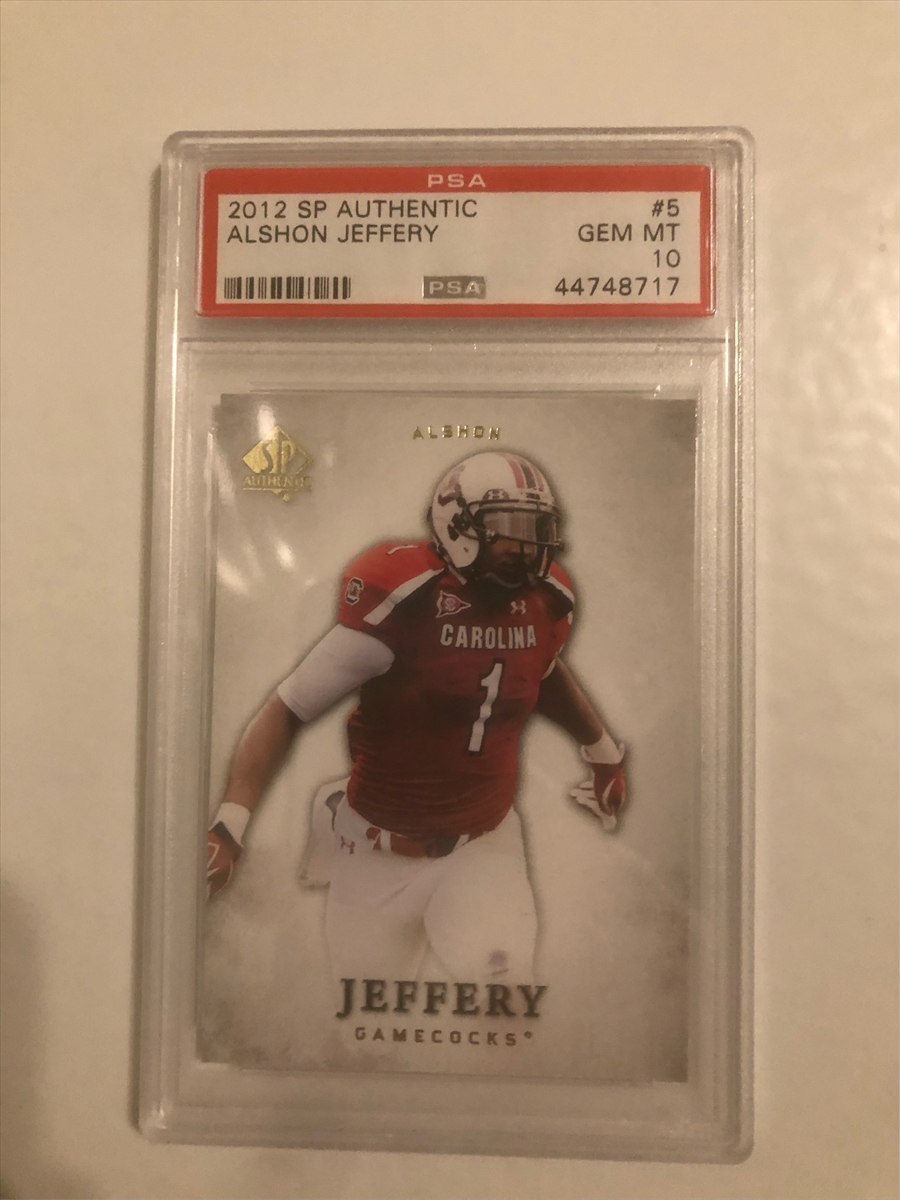 PSA
2012 SP AUTHENTIC #5
ALSHON JEFFERY GEM MT
10
PSA 44748717
ALSHON
SP
AUTHENTIC
1
C
CAROLINA
1
JEFFERY
GAMECOCKS®